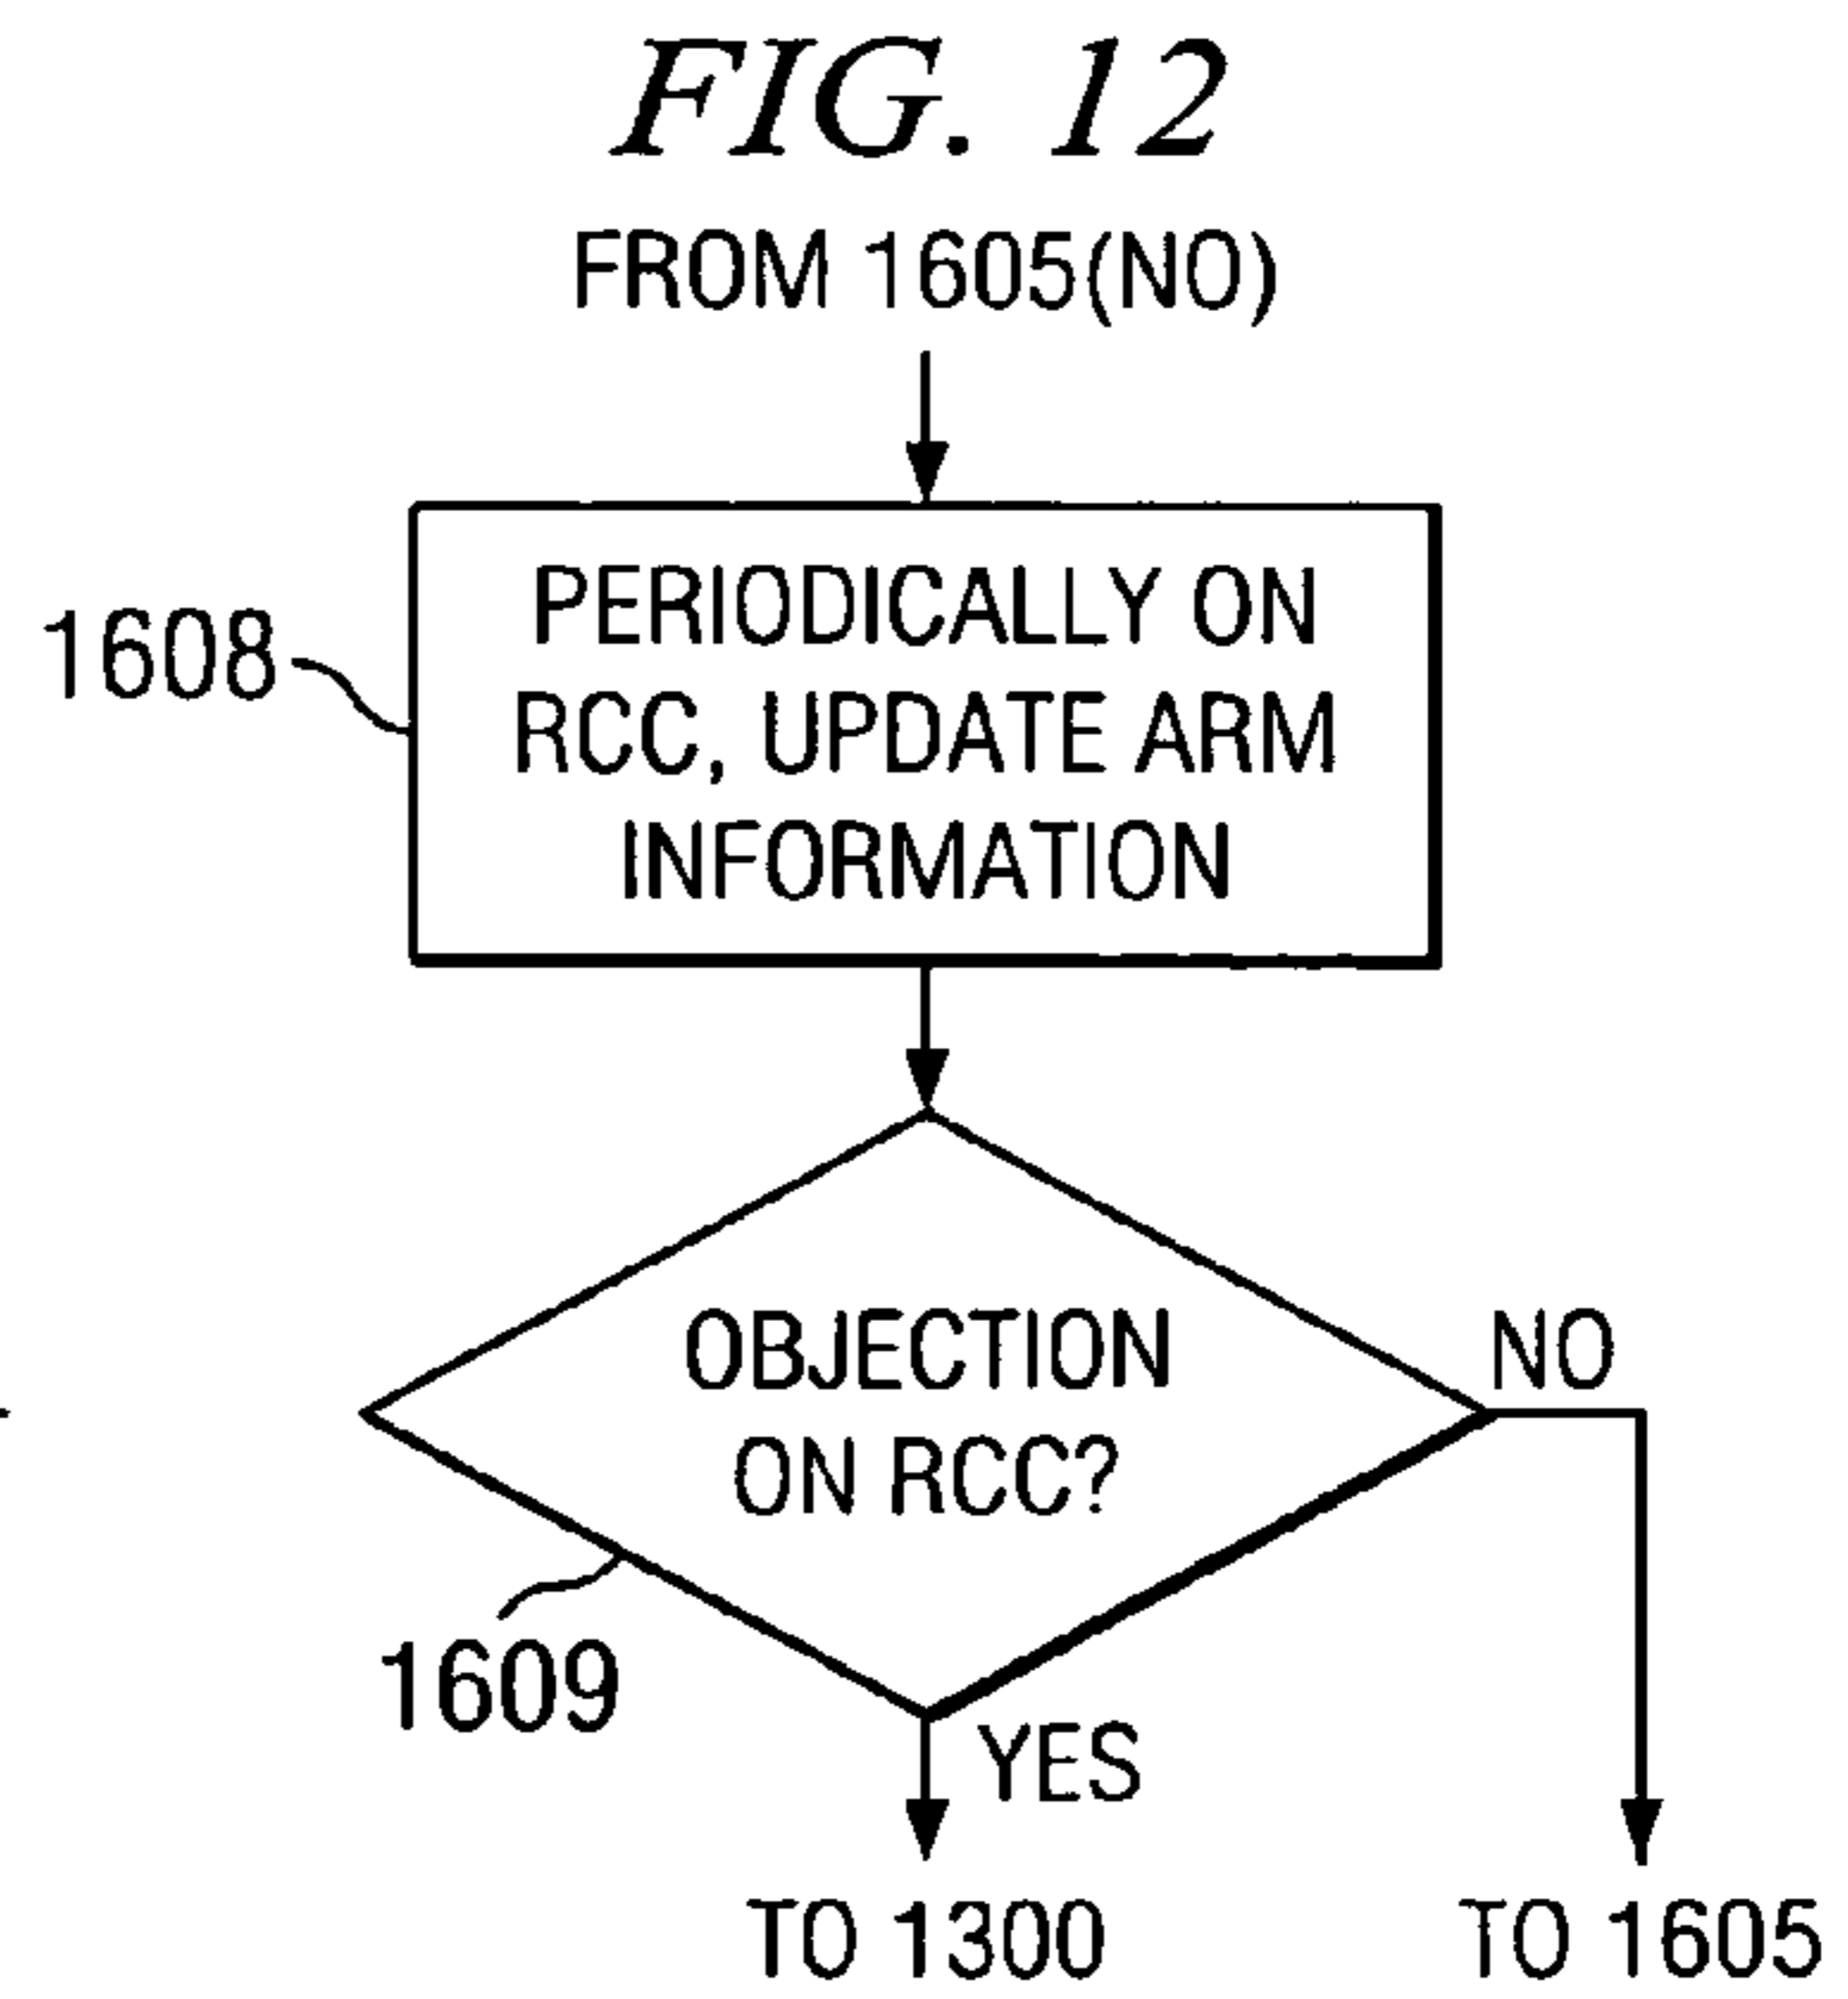 FIG. 12
FROM 1605(NO)
PERIODICALLY ON
RCC, UPDATE ARM
INFORMATION
1608
OBJECTION
ON RCC?
NO
1609
YES
TO 1300
TO 1605